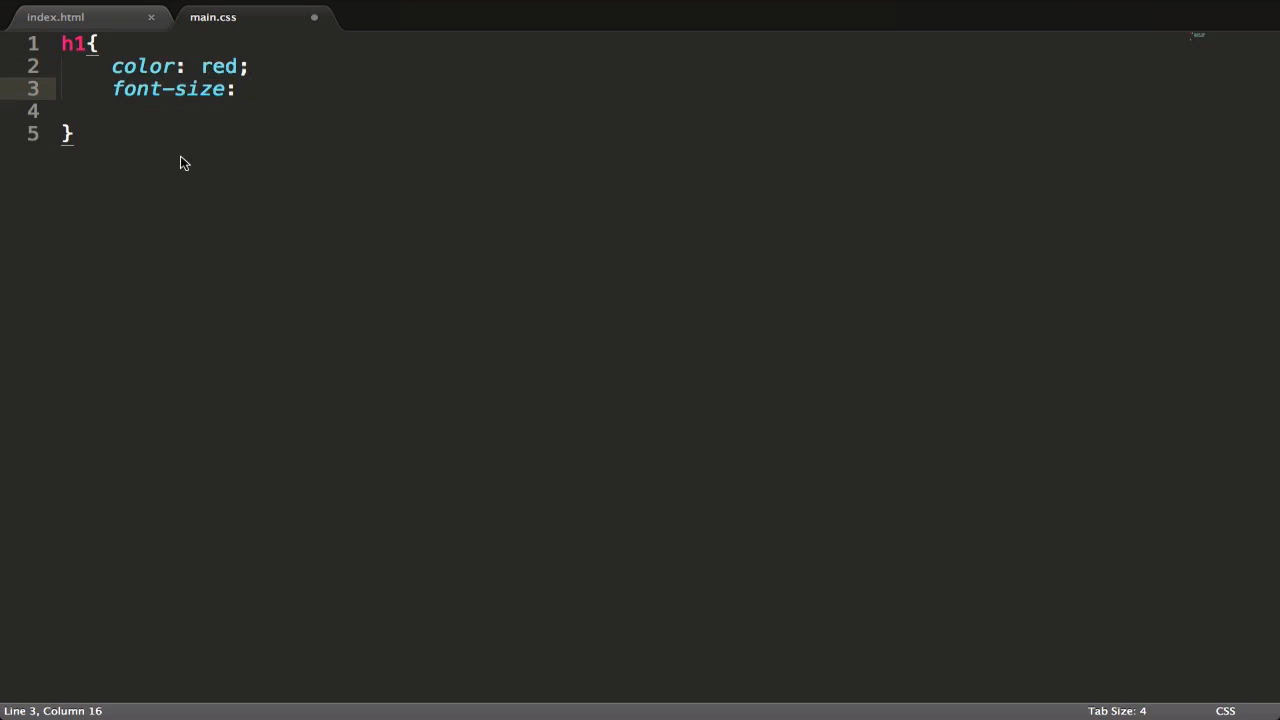 index.html
main.css
1 h1{
2 color: red;
3 font-size:
4
5 }
Line 3, Column 16
Tab Size: 4
CSS